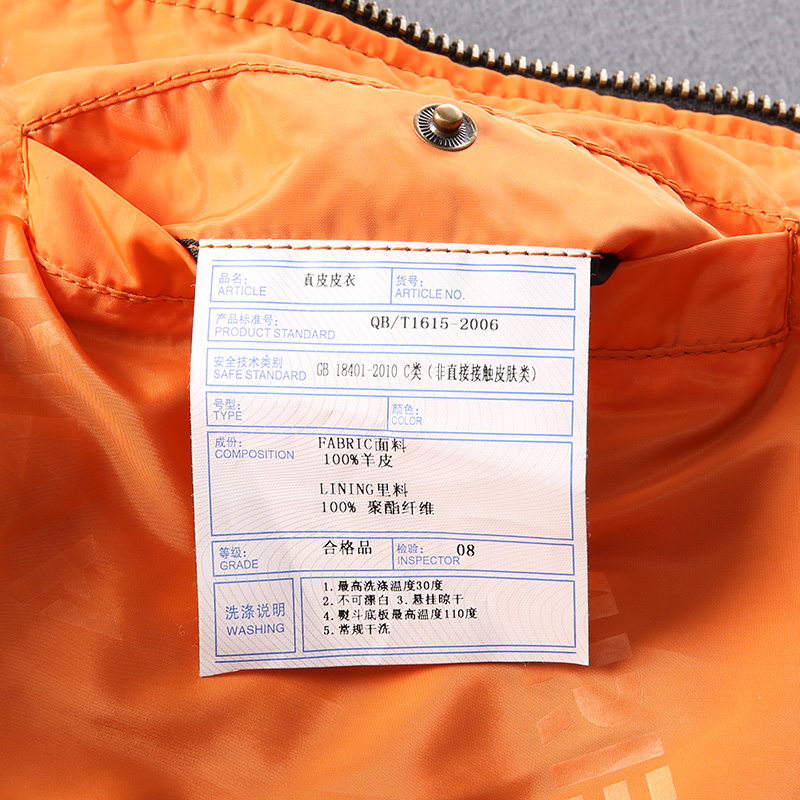 品名: 真皮皮衣 货号:
ARTICLE ARTICLE NO.
产品标准号: QB/T1615-2006
PRODUCT STANDARD
安全技术类别 GB 18401-2010 C类(非直接接触皮肤类)
SAFE STANDARD
号型: 颜色:
TYPE COLOR
成份: FABRIC面料
COMPOSITION 100%羊皮
LINING里料
100% 聚酯纤维
等级: 合格品 检验: 08
GRADE INSPECTOR
洗涤说明
WASHING
1.最高洗涤温度30度
2.不可漂白 3.悬挂晾干
4.熨斗底板最高温度110度
5.常规干洗